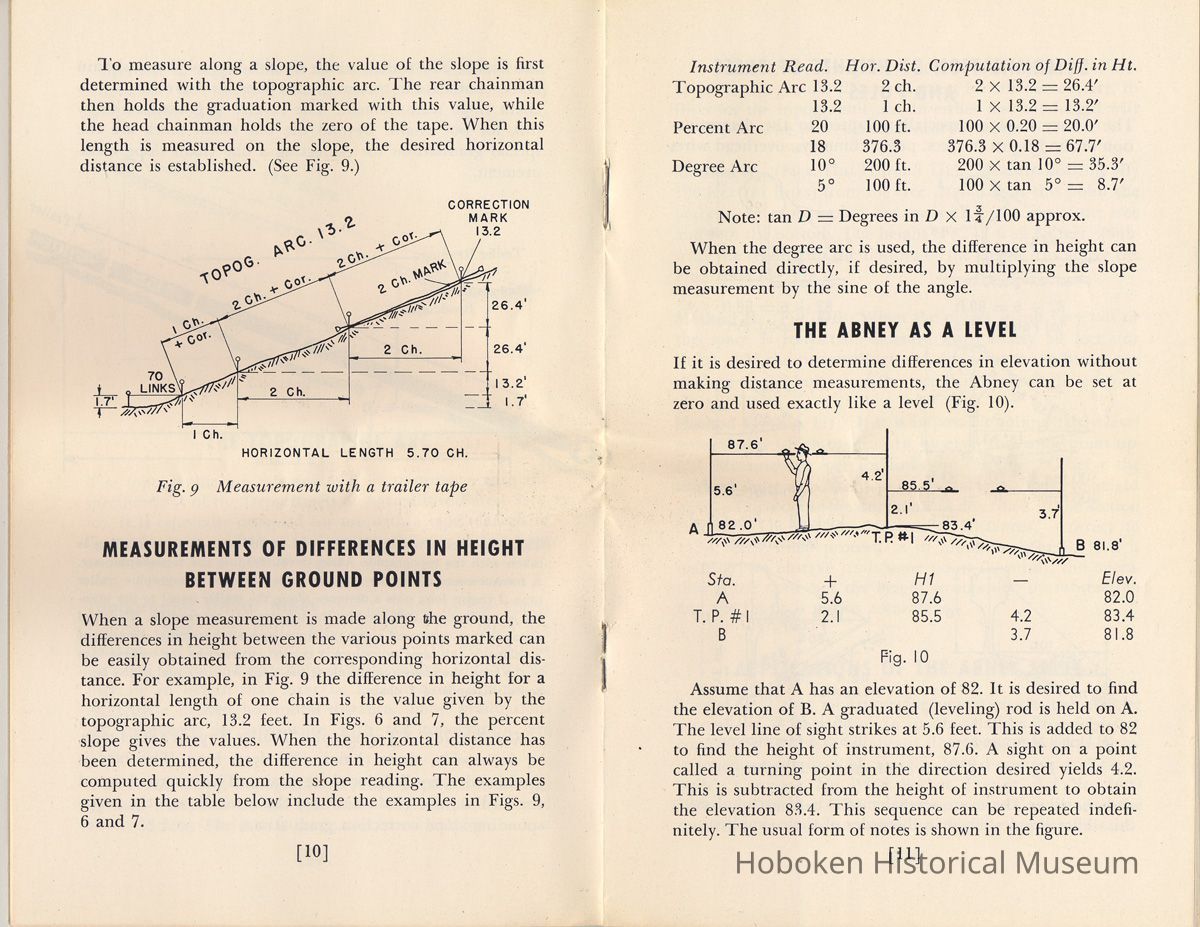 To measure along a slope, the value of the slope is first
determined with the topographic arc. The rear chainman
then holds the graduation marked with this value, while
the head chainman holds the zero of the tape. When this
length is measured on the slope, the desired horizontal
distance is established. (See Fig. 9.)
TOPOG. ARC. 13.2
CORRECTION
MARK
13.2
2 Ch. + Cor.
2 Ch. + Cor.
2 Ch. MARK
1 Ch.
+ Cor.
26.4'
26.4'
2 Ch.
70
LINKS
13.2'
1.7'
1.7'
2 Ch.
1 Ch.
HORIZONTAL LENGTH 5.70 CH.
Fig. 9 Measurement with a trailer tape
MEASUREMENTS OF DIFFERENCES IN HEIGHT
BETWEEN GROUND POINTS
When a slope measurement is made along the ground, the
differences in height between the various points marked can
be easily obtained from the corresponding horizontal dis-
tance. For example, in Fig. 9 the difference in height for a
horizontal length of one chain is the value given by the
topographic arc, 13.2 feet. In Figs. 6 and 7, the percent
slope gives the values. When the horizontal distance has
been determined, the difference in height can always be
computed quickly from the slope reading. The examples
given in the table below include the examples in Figs. 9,
6 and 7.
[10]
Instrument Read. Hor. Dist. Computation of Diff. in Ht.
Topographic Arc 13.2 2 ch. 2 × 13.2 = 26.4′
13.2 1 ch. 1 × 13.2 = 13.2′
Percent Arc 20 100 ft. 100 × 0.20 = 20.0′
18 376.3 376.3 × 0.18 = 67.7′
Degree Arc 10° 200 ft. 200 × tan 10° = 35.3′
5° 100 ft. 100 × tan 5° = 8.7′
Note: tan D = Degrees in D × 1¾/100 approx.
When the degree arc is used, the difference in height can
be obtained directly, if desired, by multiplying the slope
measurement by the sine of the angle.
THE ABNEY AS A LEVEL
If it is desired to determine differences in elevation without
making distance measurements, the Abney can be set at
zero and used exactly like a level (Fig. 10).
87.6'
4.2'
85.5'
5.6'
2.1'
3.7'
A 82.0'
83.4'
T.P. #1
B 81.8'
Sta. + H1 — Elev.
A 5.6 87.6 82.0
T. P. #1 2.1 85.5 4.2 83.4
B 3.7 81.8
Fig. 10
Assume that A has an elevation of 82. It is desired to find
the elevation of B. A graduated (leveling) rod is held on A.
The level line of sight strikes at 5.6 feet. This is added to 82
to find the height of instrument, 87.6. A sight on a point
called a turning point in the direction desired yields 4.2.
This is subtracted from the height of instrument to obtain
the elevation 83.4. This sequence can be repeated indefi-
nitely. The usual form of notes is shown in the figure.
[11]
Hoboken Historical Museum